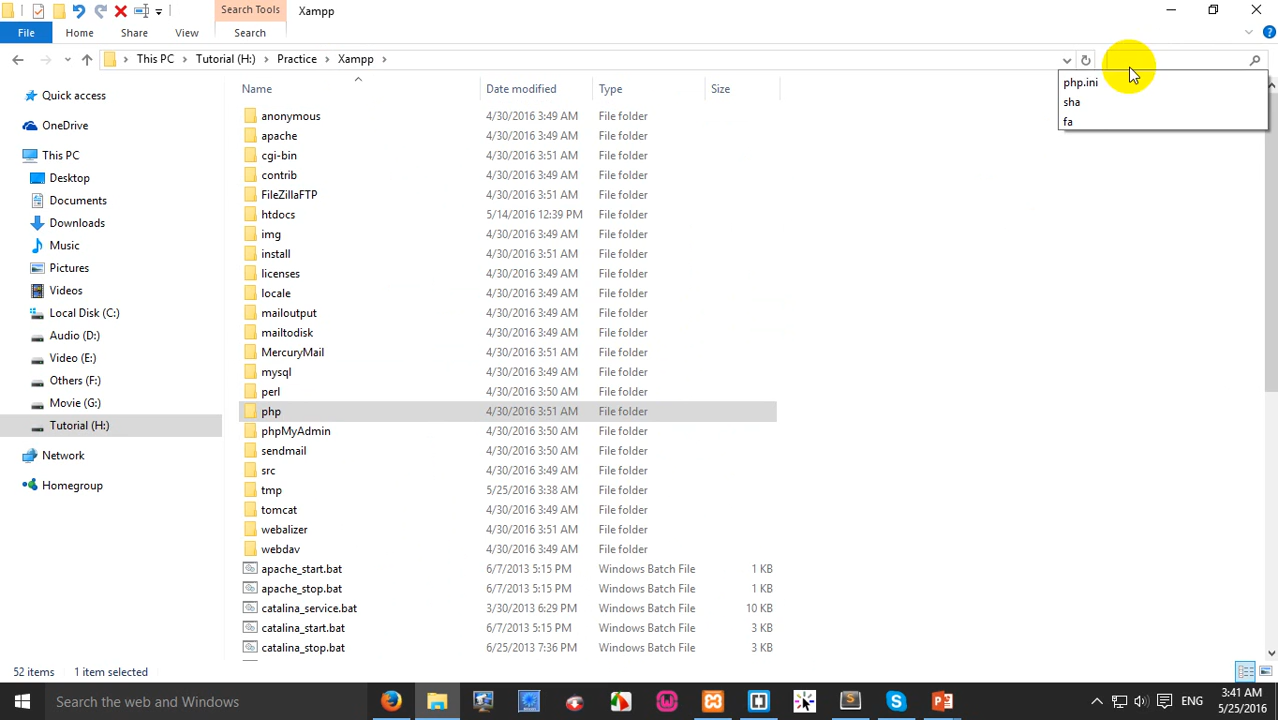 Search Tools
Xampp
File
Home
Share
View
Search
This PC
Tutorial (H:)
Practice
Xampp
php.ini
sha
fa
Name
Date modified
Type
Size
Quick access
OneDrive
This PC
Desktop
Documents
Downloads
Music
Pictures
Videos
Local Disk (C:)
Audio (D:)
Video (E:)
Others (F:)
Movie (G:)
Tutorial (H:)
Network
Homegroup
anonymous 4/30/2016 3:49 AM File folder
apache 4/30/2016 3:49 AM File folder
cgi-bin 4/30/2016 3:51 AM File folder
contrib 4/30/2016 3:49 AM File folder
FileZillaFTP 4/30/2016 3:51 AM File folder
htdocs 5/14/2016 12:39 PM File folder
img 4/30/2016 3:49 AM File folder
install 4/30/2016 3:51 AM File folder
licenses 4/30/2016 3:49 AM File folder
locale 4/30/2016 3:49 AM File folder
mailoutput 4/30/2016 3:49 AM File folder
mailtodisk 4/30/2016 3:49 AM File folder
MercuryMail 4/30/2016 3:51 AM File folder
mysql 4/30/2016 3:49 AM File folder
perl 4/30/2016 3:50 AM File folder
php 4/30/2016 3:51 AM File folder
phpMyAdmin 4/30/2016 3:50 AM File folder
sendmail 4/30/2016 3:50 AM File folder
src 4/30/2016 3:49 AM File folder
tmp 5/25/2016 3:38 AM File folder
tomcat 4/30/2016 3:49 AM File folder
webalizer 4/30/2016 3:51 AM File folder
webdav 4/30/2016 3:49 AM File folder
apache_start.bat 6/7/2013 5:15 PM Windows Batch File 1 KB
apache_stop.bat 6/7/2013 5:15 PM Windows Batch File 1 KB
catalina_service.bat 3/30/2013 6:29 PM Windows Batch File 10 KB
catalina_start.bat 6/7/2013 5:15 PM Windows Batch File 3 KB
catalina_stop.bat 6/25/2013 7:36 PM Windows Batch File 3 KB
52 items 1 item selected
Search the web and Windows
ENG
3:41 AM
5/25/2016